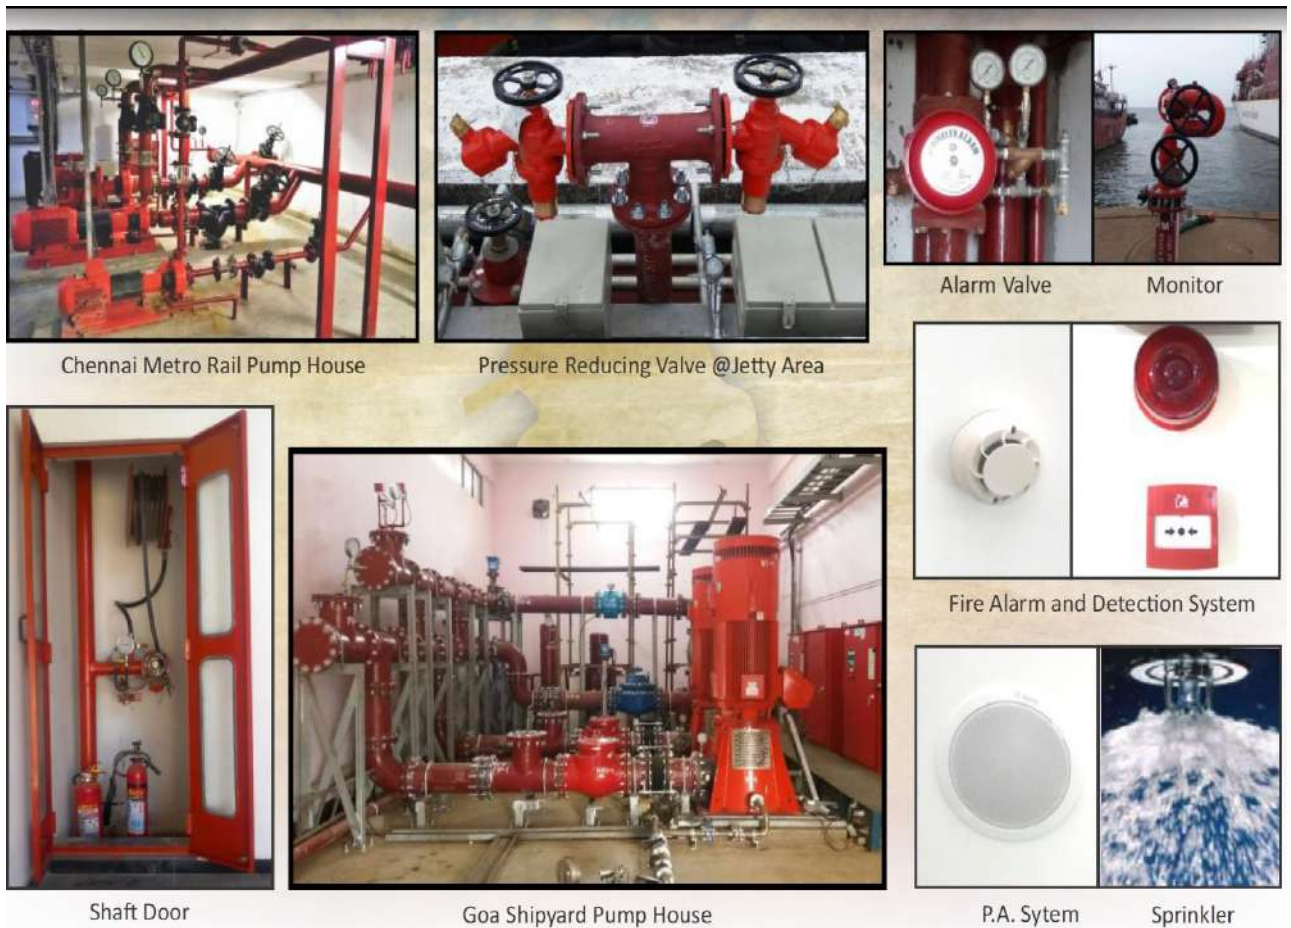 Chennai Metro Rail Pump House
Pressure Reducing Valve @Jetty Area
Alarm Valve
Monitor
Fire Alarm and Detection System
Shaft Door
Goa Shipyard Pump House
P.A. Sytem
Sprinkler